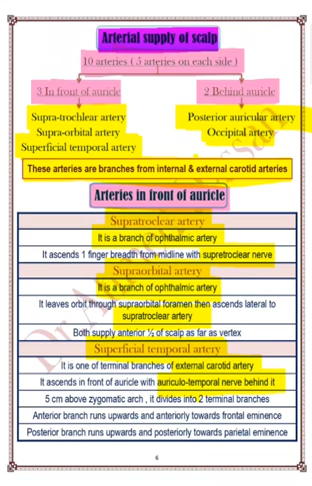 Arterial supply of scalp
10 arteries ( 5 arteries on each side )
3 In front of auricle
2 Behind auricle
Supra-trochlear artery
Supra-orbital artery
Superficial temporal artery
Posterior auricular artery
Occipital artery
These arteries are branches from internal & external carotid arteries
Arteries in front of auricle
Supratroclear artery
It is a branch of ophthalmic artery
It ascends 1 finger breadth from midline with supretroclear nerve
Supraorbital artery
It is a branch of ophthalmic artery
It leaves orbit through supraorbital foramen then ascends lateral to
supratroclear artery
Both supply anterior ½ of scalp as far as vertex
Superficial temporal artery
It is one of terminal branches of external carotid artery
It ascends in front of auricle with auriculo-temporal nerve behind it
5 cm above zygomatic arch , it divides into 2 terminal branches
Anterior branch runs upwards and anteriorly towards frontal eminence
Posterior branch runs upwards and posteriorly towards parietal eminence
6